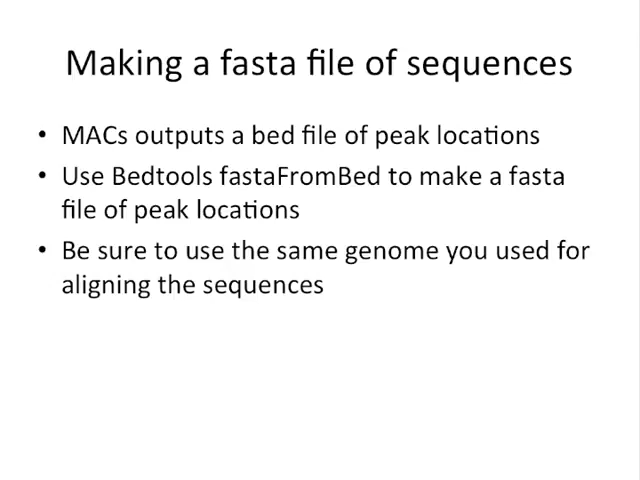 Making a fasta file of sequences
• MACs outputs a bed file of peak locations
• Use Bedtools fastaFromBed to make a fasta
file of peak locations
• Be sure to use the same genome you used for
aligning the sequences